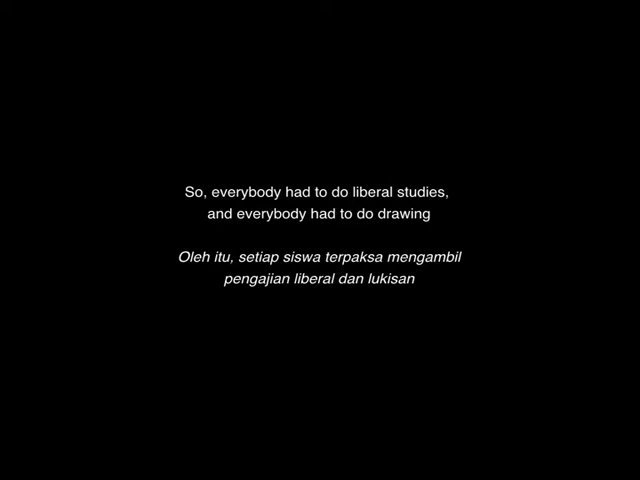 So, everybody had to do liberal studies,
and everybody had to do drawing
Oleh itu, setiap siswa terpaksa mengambil
pengajian liberal dan lukisan